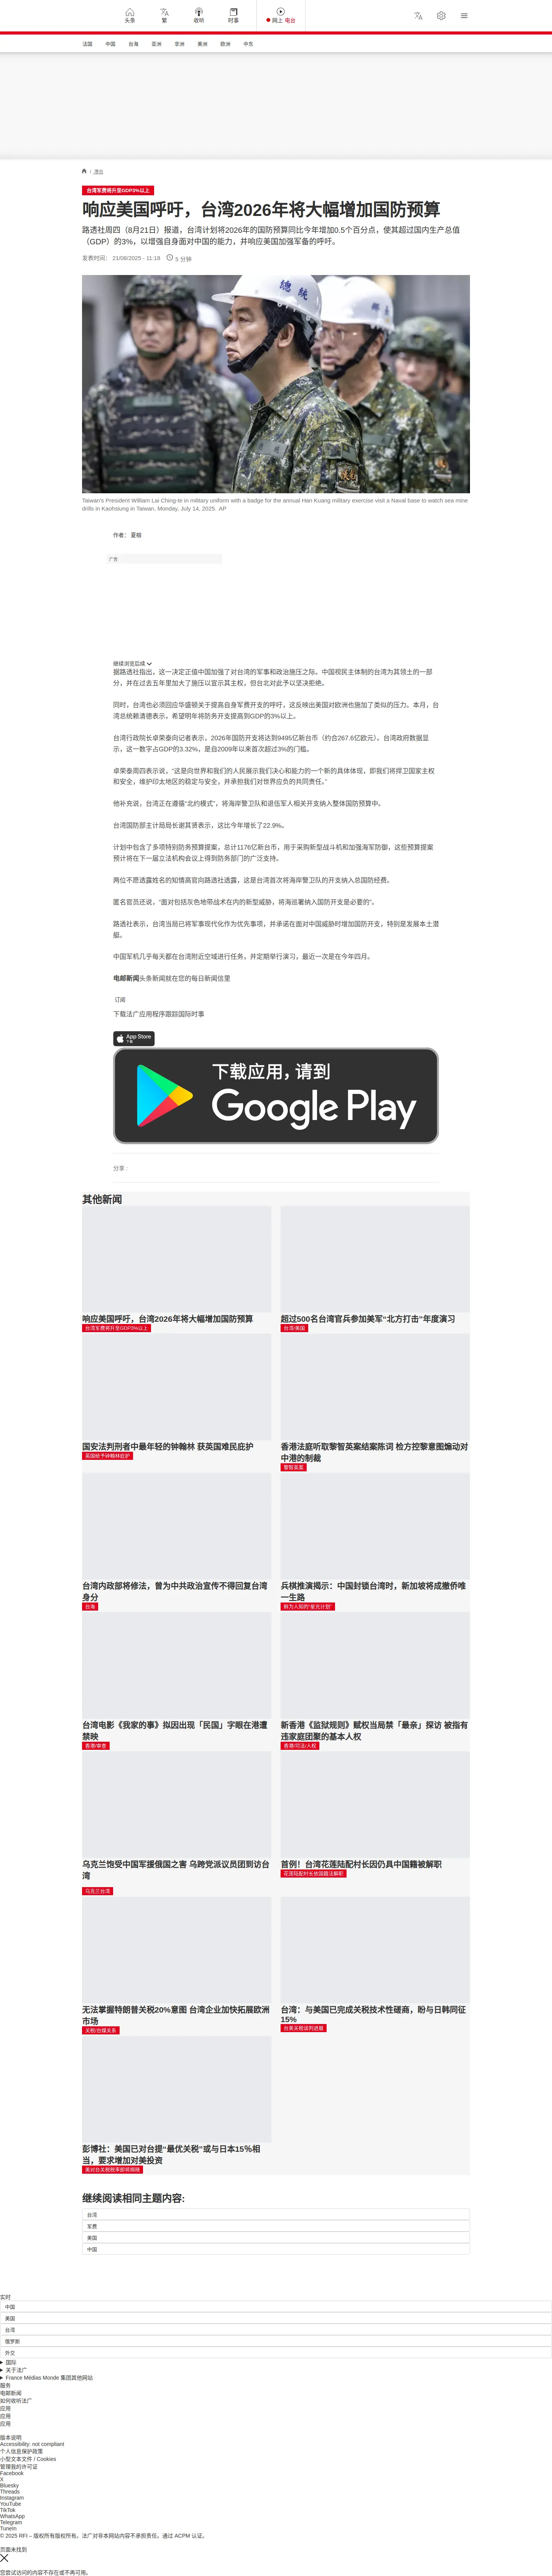 头条
繁
收听
时事
网上 电台
法国
中国
台海
亚洲
非洲
美洲
欧洲
中东
/ 港台
台湾军费将升至GDP3%以上
响应美国呼吁，台湾2026年将大幅增加国防预算
路透社周四（8月21日）报道，台湾计划将2026年的国防预算同比今年增加0.5个百分点，使其超过国内生产总值
（GDP）的3%，以增强自身面对中国的能力，并响应美国加强军备的呼吁。
发表时间： 21/08/2025 - 11:18
5 分钟
總統
Taiwan's President William Lai Ching-te in military uniform with a badge for the annual Han Kuang military exercise visit a Naval base to watch sea mine
drills in Kaohsiung in Taiwan, Monday, July 14, 2025. AP
作者： 夏榕
广告
继续浏览后续
据路透社指出，这一决定正值中国加强了对台湾的军事和政治施压之际。中国视民主体制的台湾为其领土的一部
分，并在过去五年里加大了施压以宣示其主权，但台北对此予以坚决拒绝。
同时，台湾也必须回应华盛顿关于提高自身军费开支的呼吁，这反映出美国对欧洲也施加了类似的压力。本月，台
湾总统赖清德表示，希望明年将防务开支提高到GDP的3%以上。
台湾行政院长卓荣泰向记者表示，2026年国防开支将达到9495亿新台币（约合267.6亿欧元），台湾政府数据显
示，这一数字占GDP的3.32%，是自2009年以来首次超过3%的门槛。
卓荣泰周四表示说，“这是向世界和我们的人民展示我们决心和能力的一个新的具体体现，即我们将捍卫国家主权
和安全，维护印太地区的稳定与安全，并承担我们对世界应负的共同责任。”
他补充说，台湾正在遵循“北约模式”，将海岸警卫队和退伍军人相关开支纳入整体国防预算中。
台湾国防部主计局局长谢其贤表示，这比今年增长了22.9%。
计划中包含了多项特别防务预算提案，总计1176亿新台币，用于采购新型战斗机和加强海军防御，这些预算提案
预计将在下一届立法机构会议上得到防务部门的广泛支持。
两位不愿透露姓名的知情高官向路透社透露，这是台湾首次将海岸警卫队的开支纳入总国防经费。
匿名官员还说，“面对包括灰色地带战术在内的新型威胁，将海巡署纳入国防开支是必要的”。
路透社表示，台湾当局已将军事现代化作为优先事项，并承诺在面对中国威胁时增加国防开支，特别是发展本土潜
艇。
中国军机几乎每天都在台湾附近空域进行任务，并定期举行演习，最近一次是在今年四月。
电邮新闻头条新闻就在您的每日新闻信里
订阅
下载法广应用程序跟踪国际时事
App Store
下载
下载应用，请到
Google Play
分享 :
其他新闻
响应美国呼吁，台湾2026年将大幅增加国防预算
台湾军费将升至GDP3%以上
超过500名台湾官兵参加美军“北方打击”年度演习
台湾/美国
国安法判刑者中最年轻的钟翰林 获英国难民庇护
英国给予钟翰林庇护
香港法庭听取黎智英案结案陈词 检方控黎意图煽动对
中港的制裁
黎智英案
台湾内政部将修法，曾为中共政治宣传不得回复台湾
身分
台海
兵棋推演揭示：中国封锁台湾时，新加坡将成撤侨唯
一生路
鲜为人知的“星光计划”
台湾电影《我家的事》拟因出现「民国」字眼在港遭
禁映
香港/审查
新香港《监狱规则》赋权当局禁「最亲」探访 被指有
违家庭团聚的基本人权
香港/司法/人权
乌克兰饱受中国军援俄国之害 乌跨党派议员团到访台
湾
乌克兰台湾
首例！台湾花莲陆配村长因仍具中国籍被解职
花莲陆配村长依国籍法解职
无法掌握特朗普关税20%意图 台湾企业加快拓展欧洲
市场
关税/台媒关系
台湾：与美国已完成关税技术性磋商，盼与日韩同征
15%
台美关税谈判进展
彭博社：美国已对台提“最优关税”或与日本15％相
当，要求增加对美投资
美对台关税税率即将揭晓
继续阅读相同主题内容:
台湾
军费
美国
中国
实时
中国
美国
台湾
俄罗斯
外交
国际
关于法广
France Médias Monde 集团其他网站
服务
电邮新闻
如何收听法广
应用
应用
应用
版本说明
Accessibility: not compliant
个人信息保护政策
小型文本文件 / Cookies
管理我的许可证
Facebook
X
Bluesky
Threads
Instagram
YouTube
TikTok
WhatsApp
Telegram
TuneIn
© 2025 RFI – 版权所有版权所有。法广对非本网站内容不承担责任。通过 ACPM 认证。
页面未找到
您尝试访问的内容不存在或不再可用。